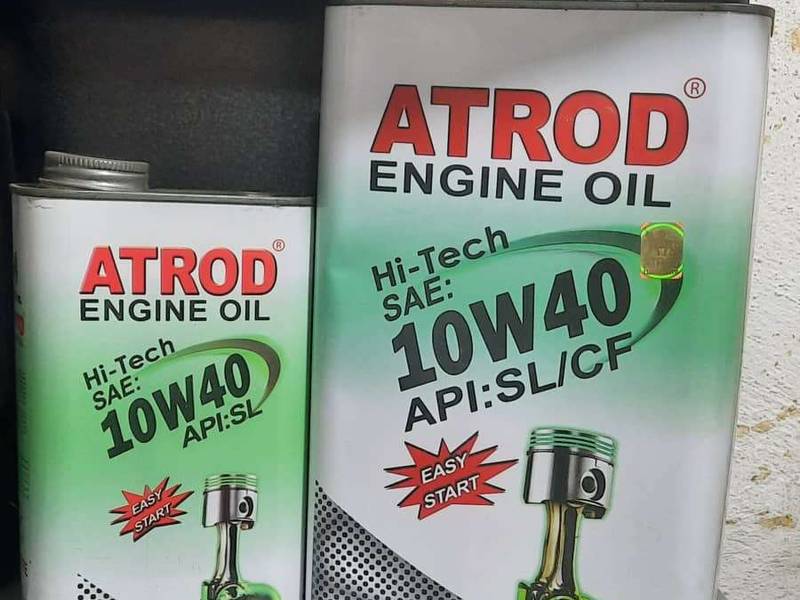 ATROD®
ENGINE OIL
Hi-Tech
SAE:
10W40
API:SL
EASY
START
ATROD®
ENGINE OIL
Hi-Tech
SAE:
10W40
API:SL/CF
EASY
START